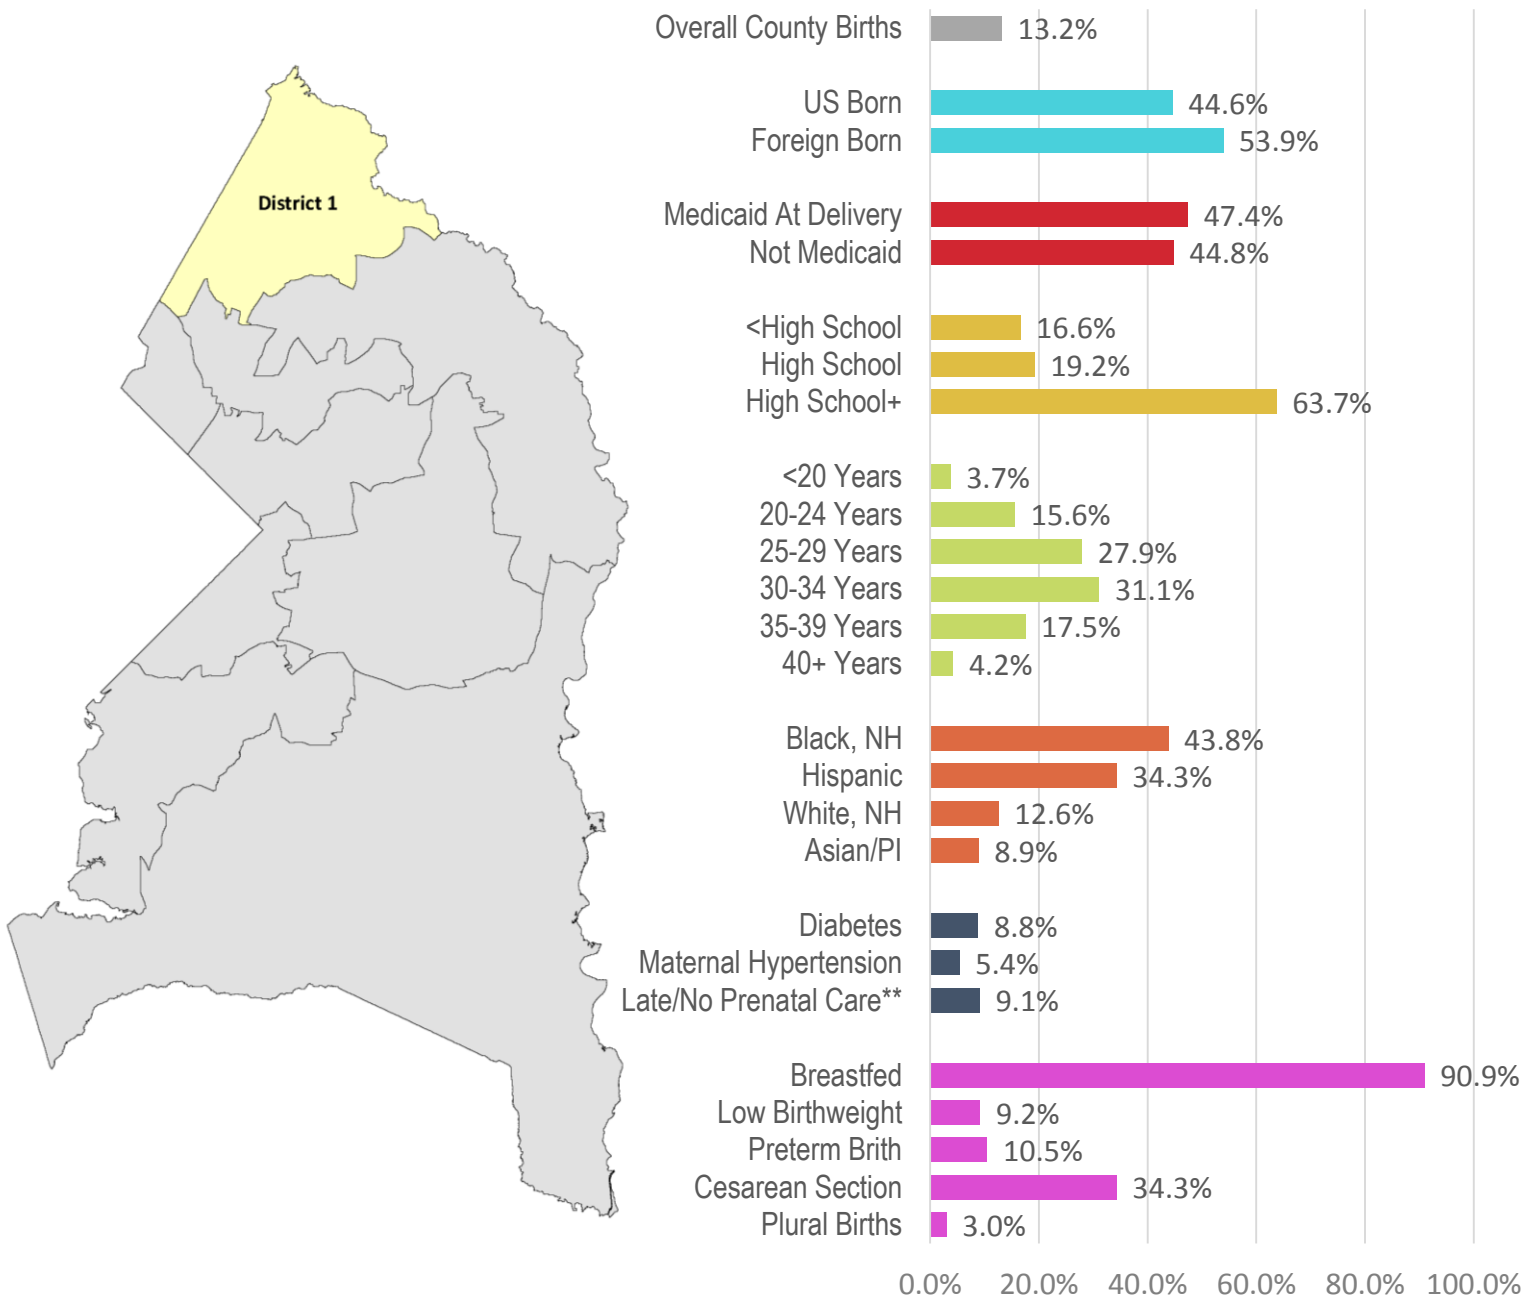 Overall County Births 13.2%
US Born 44.6%
Foreign Born 53.9%
District 1
Medicaid At Delivery 47.4%
Not Medicaid 44.8%
<High School 16.6%
High School 19.2%
High School+ 63.7%
<20 Years 3.7%
20-24 Years 15.6%
25-29 Years 27.9%
30-34 Years 31.1%
35-39 Years 17.5%
40+ Years 4.2%
Black, NH 43.8%
Hispanic 34.3%
White, NH 12.6%
Asian/PI 8.9%
Diabetes 8.8%
Maternal Hypertension 5.4%
Late/No Prenatal Care** 9.1%
Breastfed 90.9%
Low Birthweight 9.2%
Preterm Brith 10.5%
Cesarean Section 34.3%
Plural Births 3.0%
0.0% 20.0% 40.0% 60.0% 80.0% 100.0%